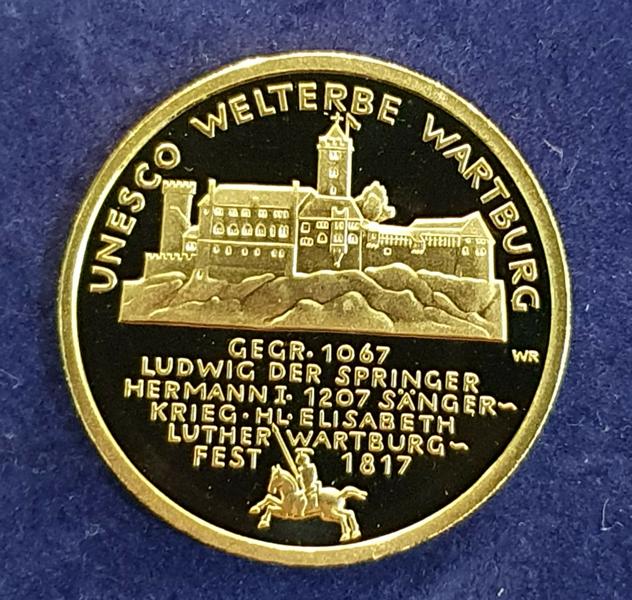 UNESCO WELTERBE WARTBURG
GEGR. 1067
LUDWIG DER SPRINGER
HERMANN I · 1207 SÄNGER~
KRIEG · HL · ELISABETH
LUTHER WARTBURG~
FEST 1817
WR